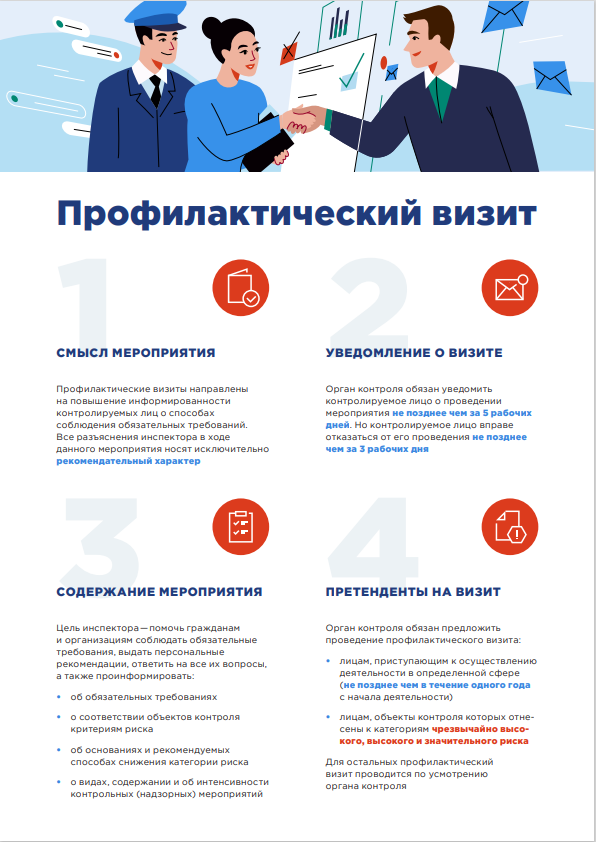 Профилактический визит
1
СМЫСЛ МЕРОПРИЯТИЯ
Профилактические визиты направлены
на повышение информированности
контролируемых лиц о способах
соблюдения обязательных требований.
Все разъяснения инспектора в ходе
данного мероприятия носят исключительно
рекомендательный характер
2
УВЕДОМЛЕНИЕ О ВИЗИТЕ
Орган контроля обязан уведомить
контролируемое лицо о проведении
мероприятия не позднее чем за 5 рабочих
дней. Но контролируемое лицо вправе
отказаться от его проведения не позднее
чем за 3 рабочих дня
3
СОДЕРЖАНИЕ МЕРОПРИЯТИЯ
Цель инспектора — помочь гражданам
и организациям соблюдать обязательные
требования, выдать персональные
рекомендации, ответить на все их вопросы,
а также проинформировать:
• об обязательных требованиях
• о соответствии объектов контроля
критериям риска
• об основаниях и рекомендуемых
способах снижения категории риска
• о видах, содержании и об интенсивности
контрольных (надзорных) мероприятий
4
ПРЕТЕНДЕНТЫ НА ВИЗИТ
Орган контроля обязан предложить
проведение профилактического визита:
• лицам, приступающим к осуществлению
деятельности в определенной сфере
(не позднее чем в течение одного года
с начала деятельности)
• лицам, объекты контроля которых отне-
сены к категориям чрезвычайно высо-
кого, высокого и значительного риска
Для остальных профилактический
визит проводится по усмотрению
органа контроля